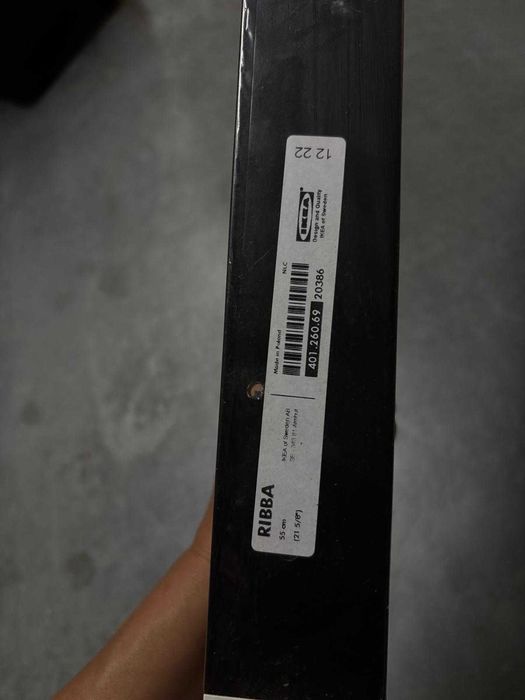 RIBBA
55 cm
(21 5/8")
IKEA of Sweden AB
Made in Poland
NLC
401.260.69
20386
IKEA
Design and Quality
IKEA of Sweden
12 22